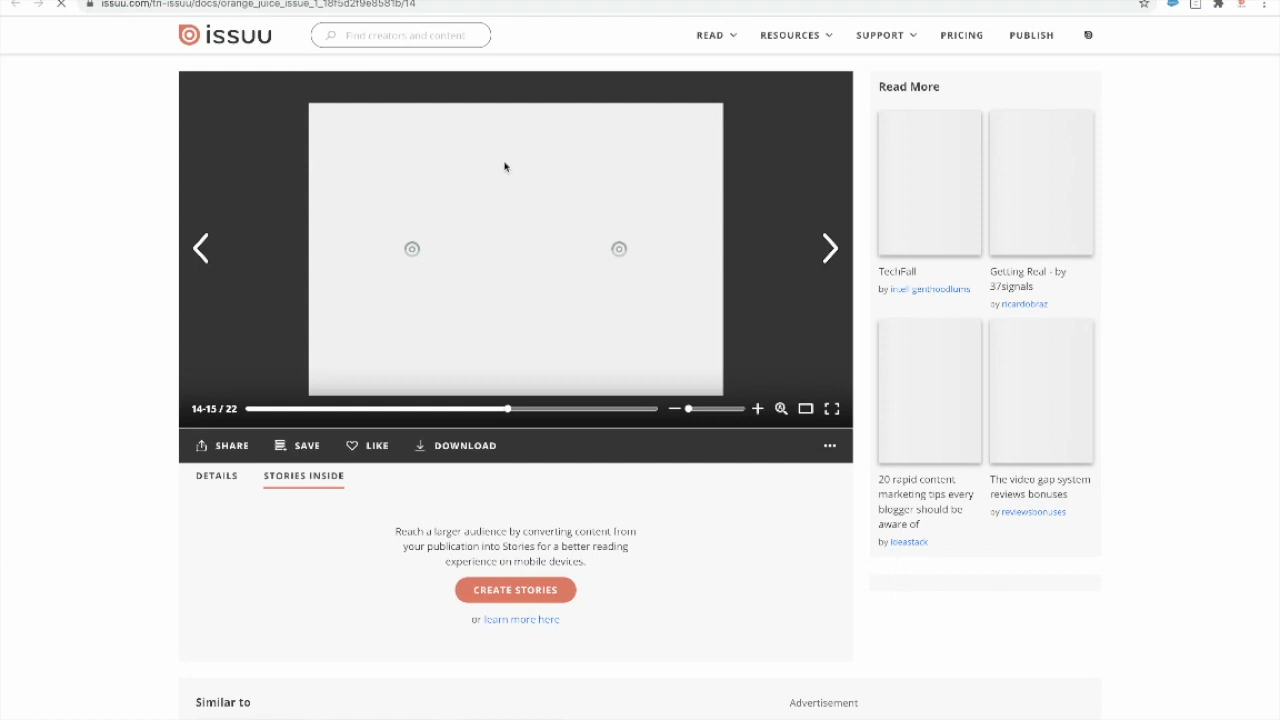 issuu.com/tn-issuu/docs/orange_juice_issue_1_18f5d2f9e8581b/14
issuu
Find creators and content
READ
RESOURCES
SUPPORT
PRICING
PUBLISH
Read More
TechFall
by intelligenthoodlums
Getting Real - by
37signals
by ricardobraz
14-15 / 22
SHARE
SAVE
LIKE
DOWNLOAD
DETAILS
STORIES INSIDE
20 rapid content
marketing tips every
blogger should be
aware of
by ideastack
The video gap system
reviews bonuses
by reviewsbonuses
Reach a larger audience by converting content from
your publication into Stories for a better reading
experience on mobile devices.
CREATE STORIES
or learn more here
Similar to
Advertisement